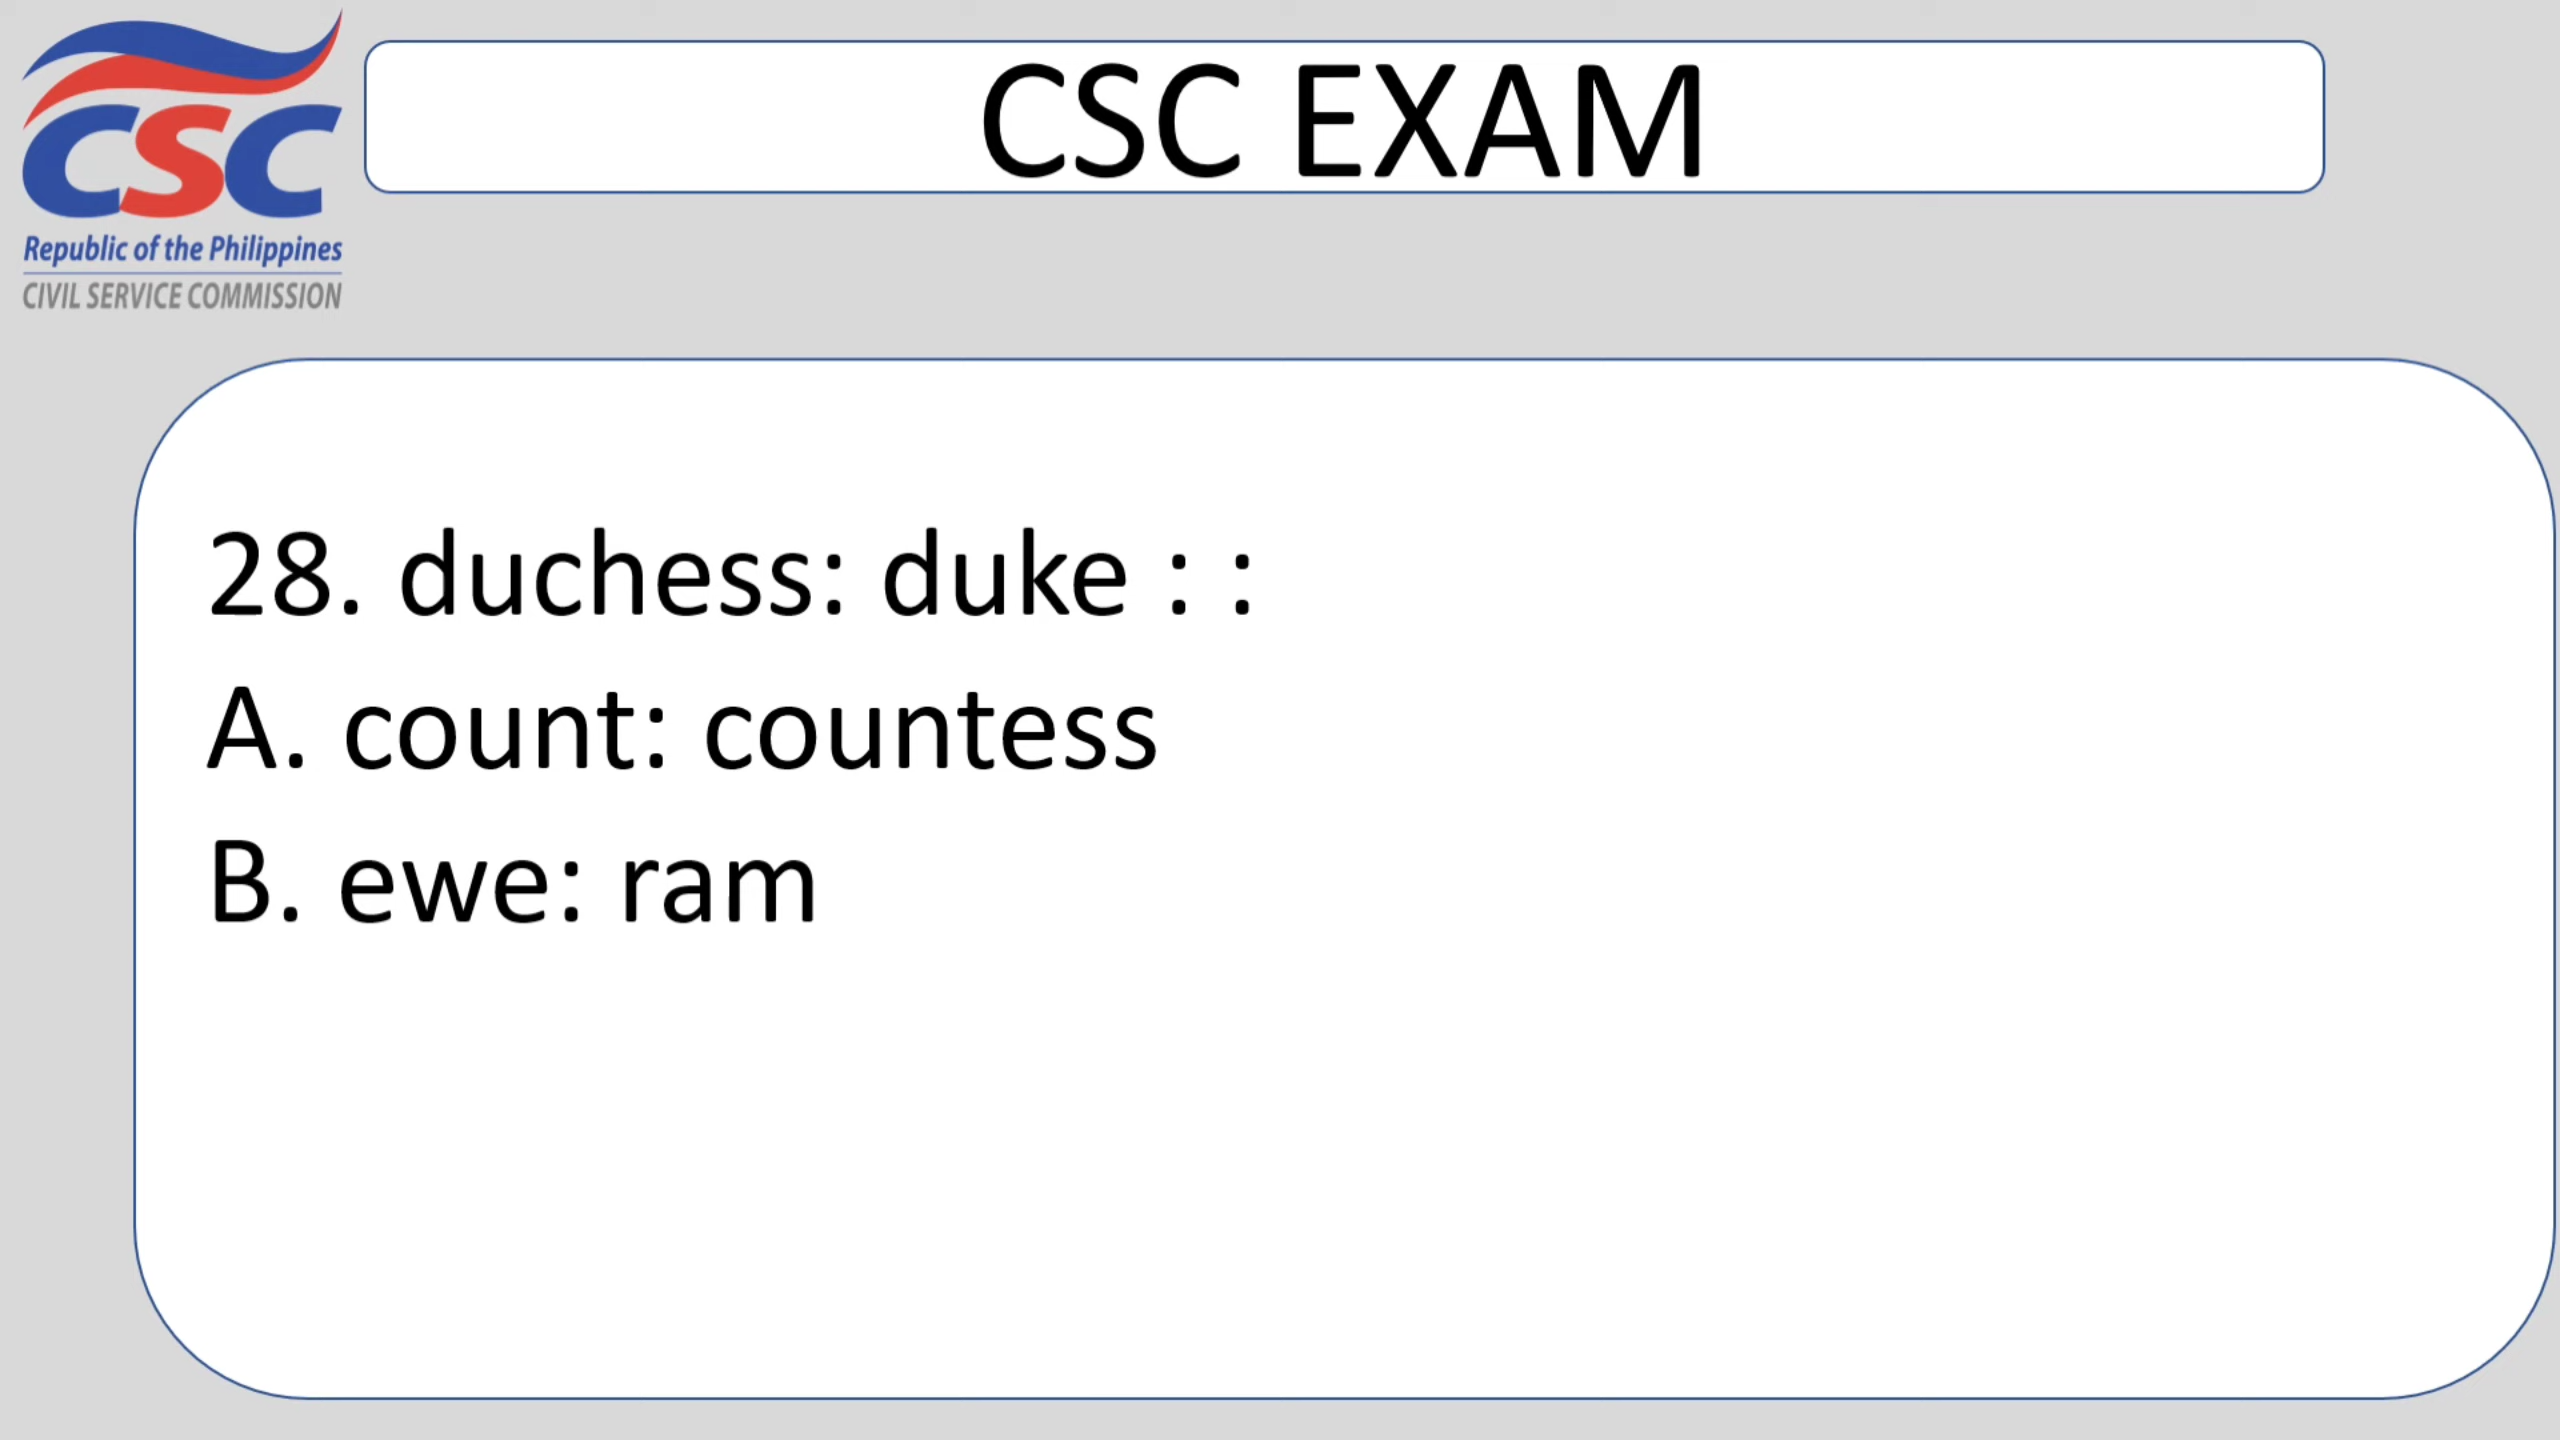 CSC EXAM
CSC
Republic of the Philippines
CIVIL SERVICE COMMISSION
28. duchess: duke : :
A. count: countess
B. ewe: ram